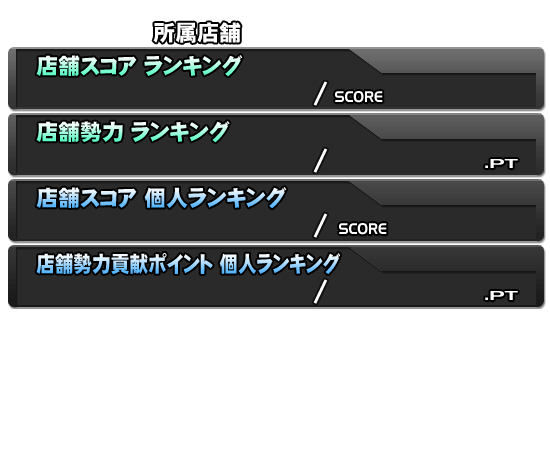 所属店舗
店舗スコア ランキング
/ SCORE
店舗勢力 ランキング
/ .PT
店舗スコア 個人ランキング
/ SCORE
店舗勢力貢献ポイント 個人ランキング
/ .PT